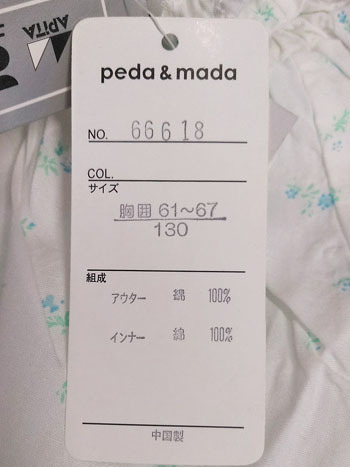 APiTA
peda & mada
NO. 66618
COL.
サイズ
胸囲 61～67
130
組成
アウター 綿 100%
インナー 綿 100%
中国製